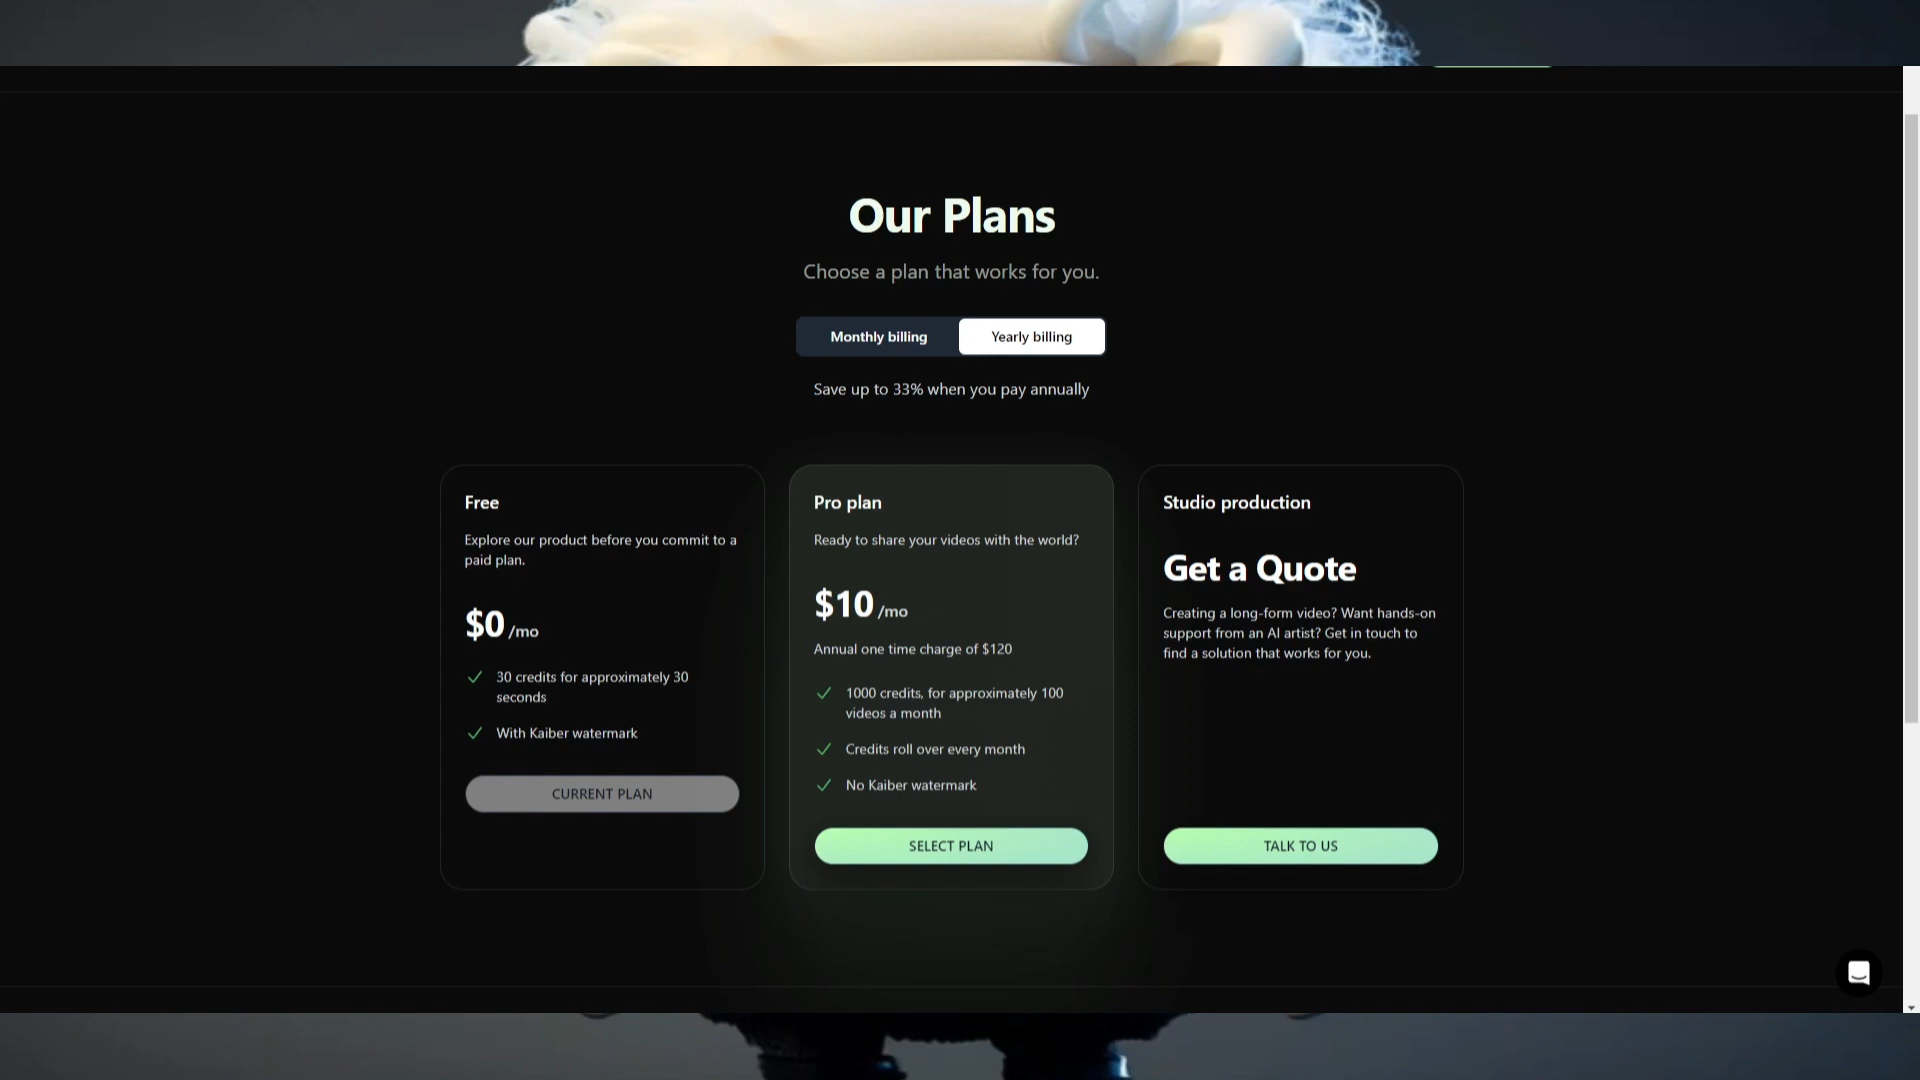 Our Plans
Choose a plan that works for you.
Monthly billing
Yearly billing
Save up to 33% when you pay annually
Free
Explore our product before you commit to a
paid plan.
$0 /mo
30 credits for approximately 30
seconds
With Kaiber watermark
CURRENT PLAN
Pro plan
Ready to share your videos with the world?
$10 /mo
Annual one time charge of $120
1000 credits, for approximately 100
videos a month
Credits roll over every month
No Kaiber watermark
SELECT PLAN
Studio production
Get a Quote
Creating a long-form video? Want hands-on
support from an AI artist? Get in touch to
find a solution that works for you.
TALK TO US